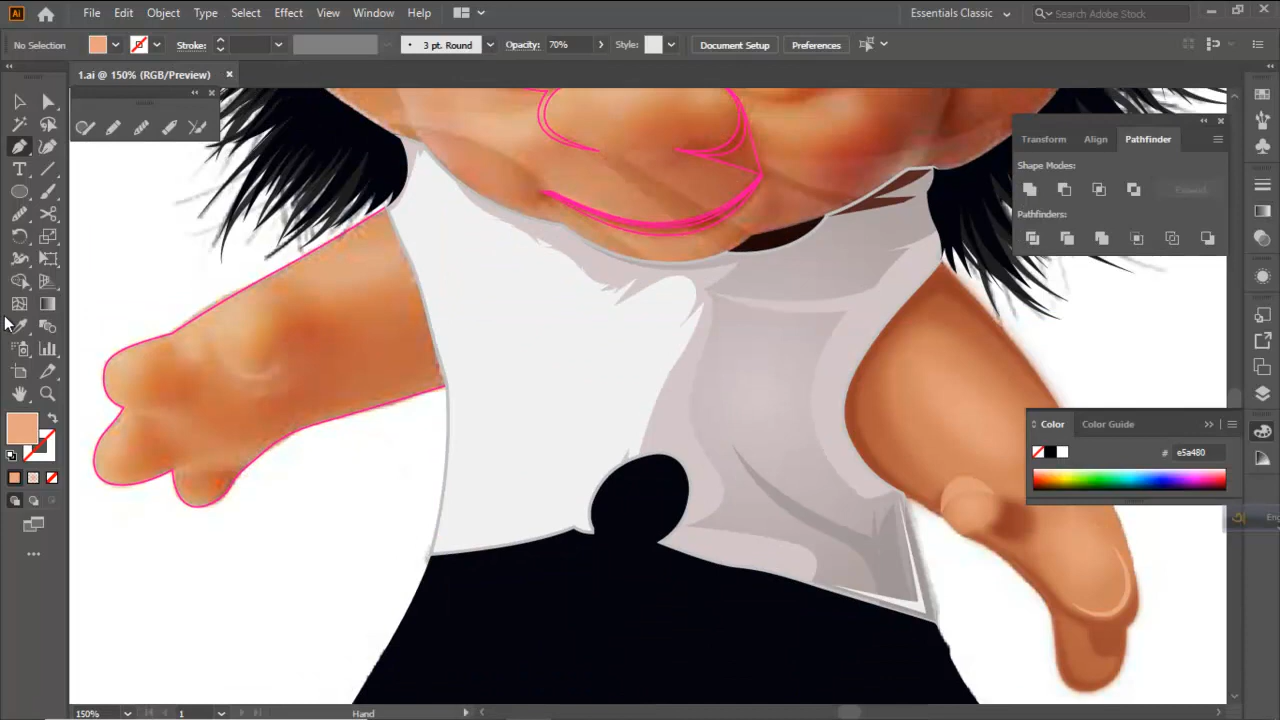 Ai File Edit Object Type Select Effect View Window Help Essentials Classic Search Adobe Stock
No Selection Stroke: 3 pt. Round Opacity: 70% Style: Document Setup Preferences
1.ai @ 150% (RGB/Preview)
Transform Align Pathfinder
Shape Modes:
Expand
Pathfinders:
Color Color Guide
# e5a480
150% 1 Hand